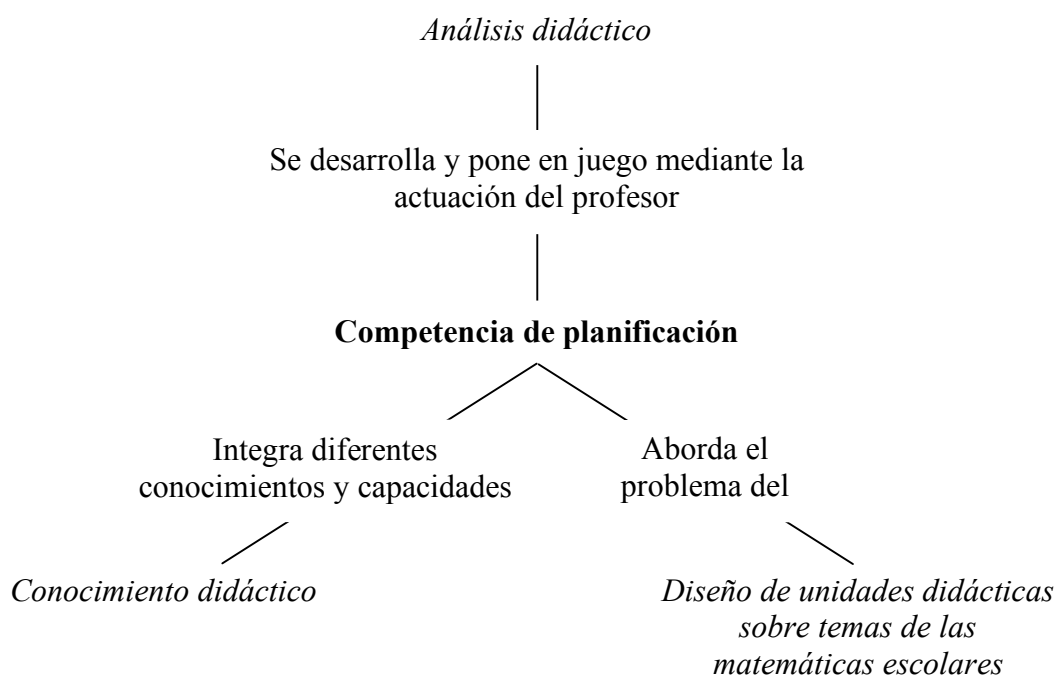 Análisis didáctico
Se desarrolla y pone en juego mediante la
actuación del profesor
Competencia de planificación
Integra diferentes
conocimientos y capacidades
Aborda el
problema del
Conocimiento didáctico
Diseño de unidades didácticas
sobre temas de las
matemáticas escolares